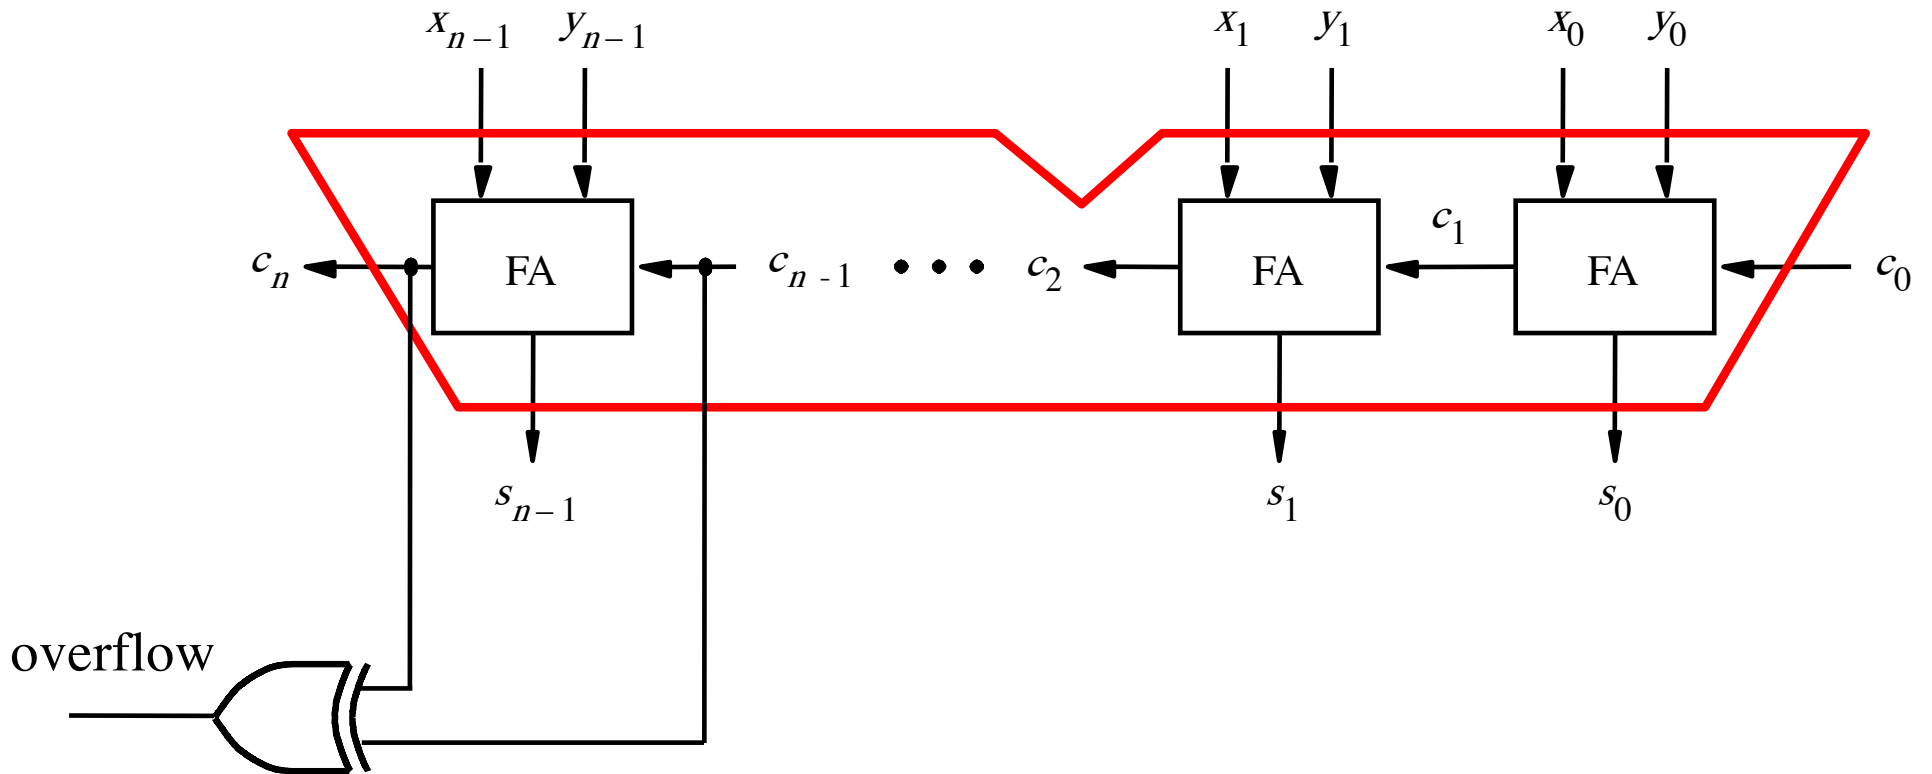 xₙ₋₁ yₙ₋₁ x₁ y₁ x₀ y₀
c₁
cₙ FA cₙ₋₁ • • • c₂ FA FA c₀
sₙ₋₁ s₁ s₀
overflow